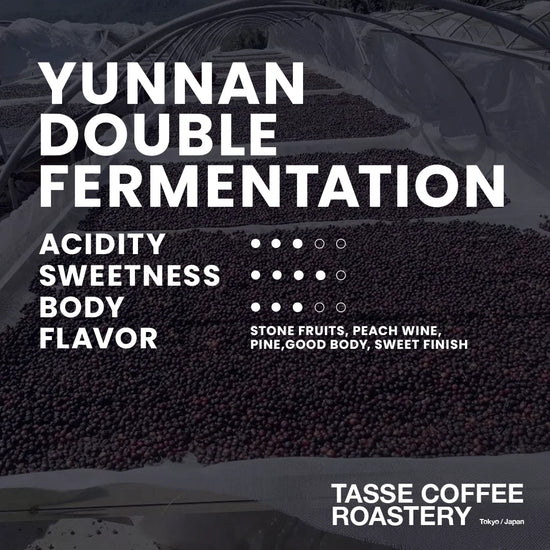 YUNNAN
DOUBLE
FERMENTATION
ACIDITY
SWEETNESS
BODY
FLAVOR
STONE FRUITS, PEACH WINE,
PINE,GOOD BODY, SWEET FINISH
TASSE COFFEE
ROASTERY Tokyo / Japan